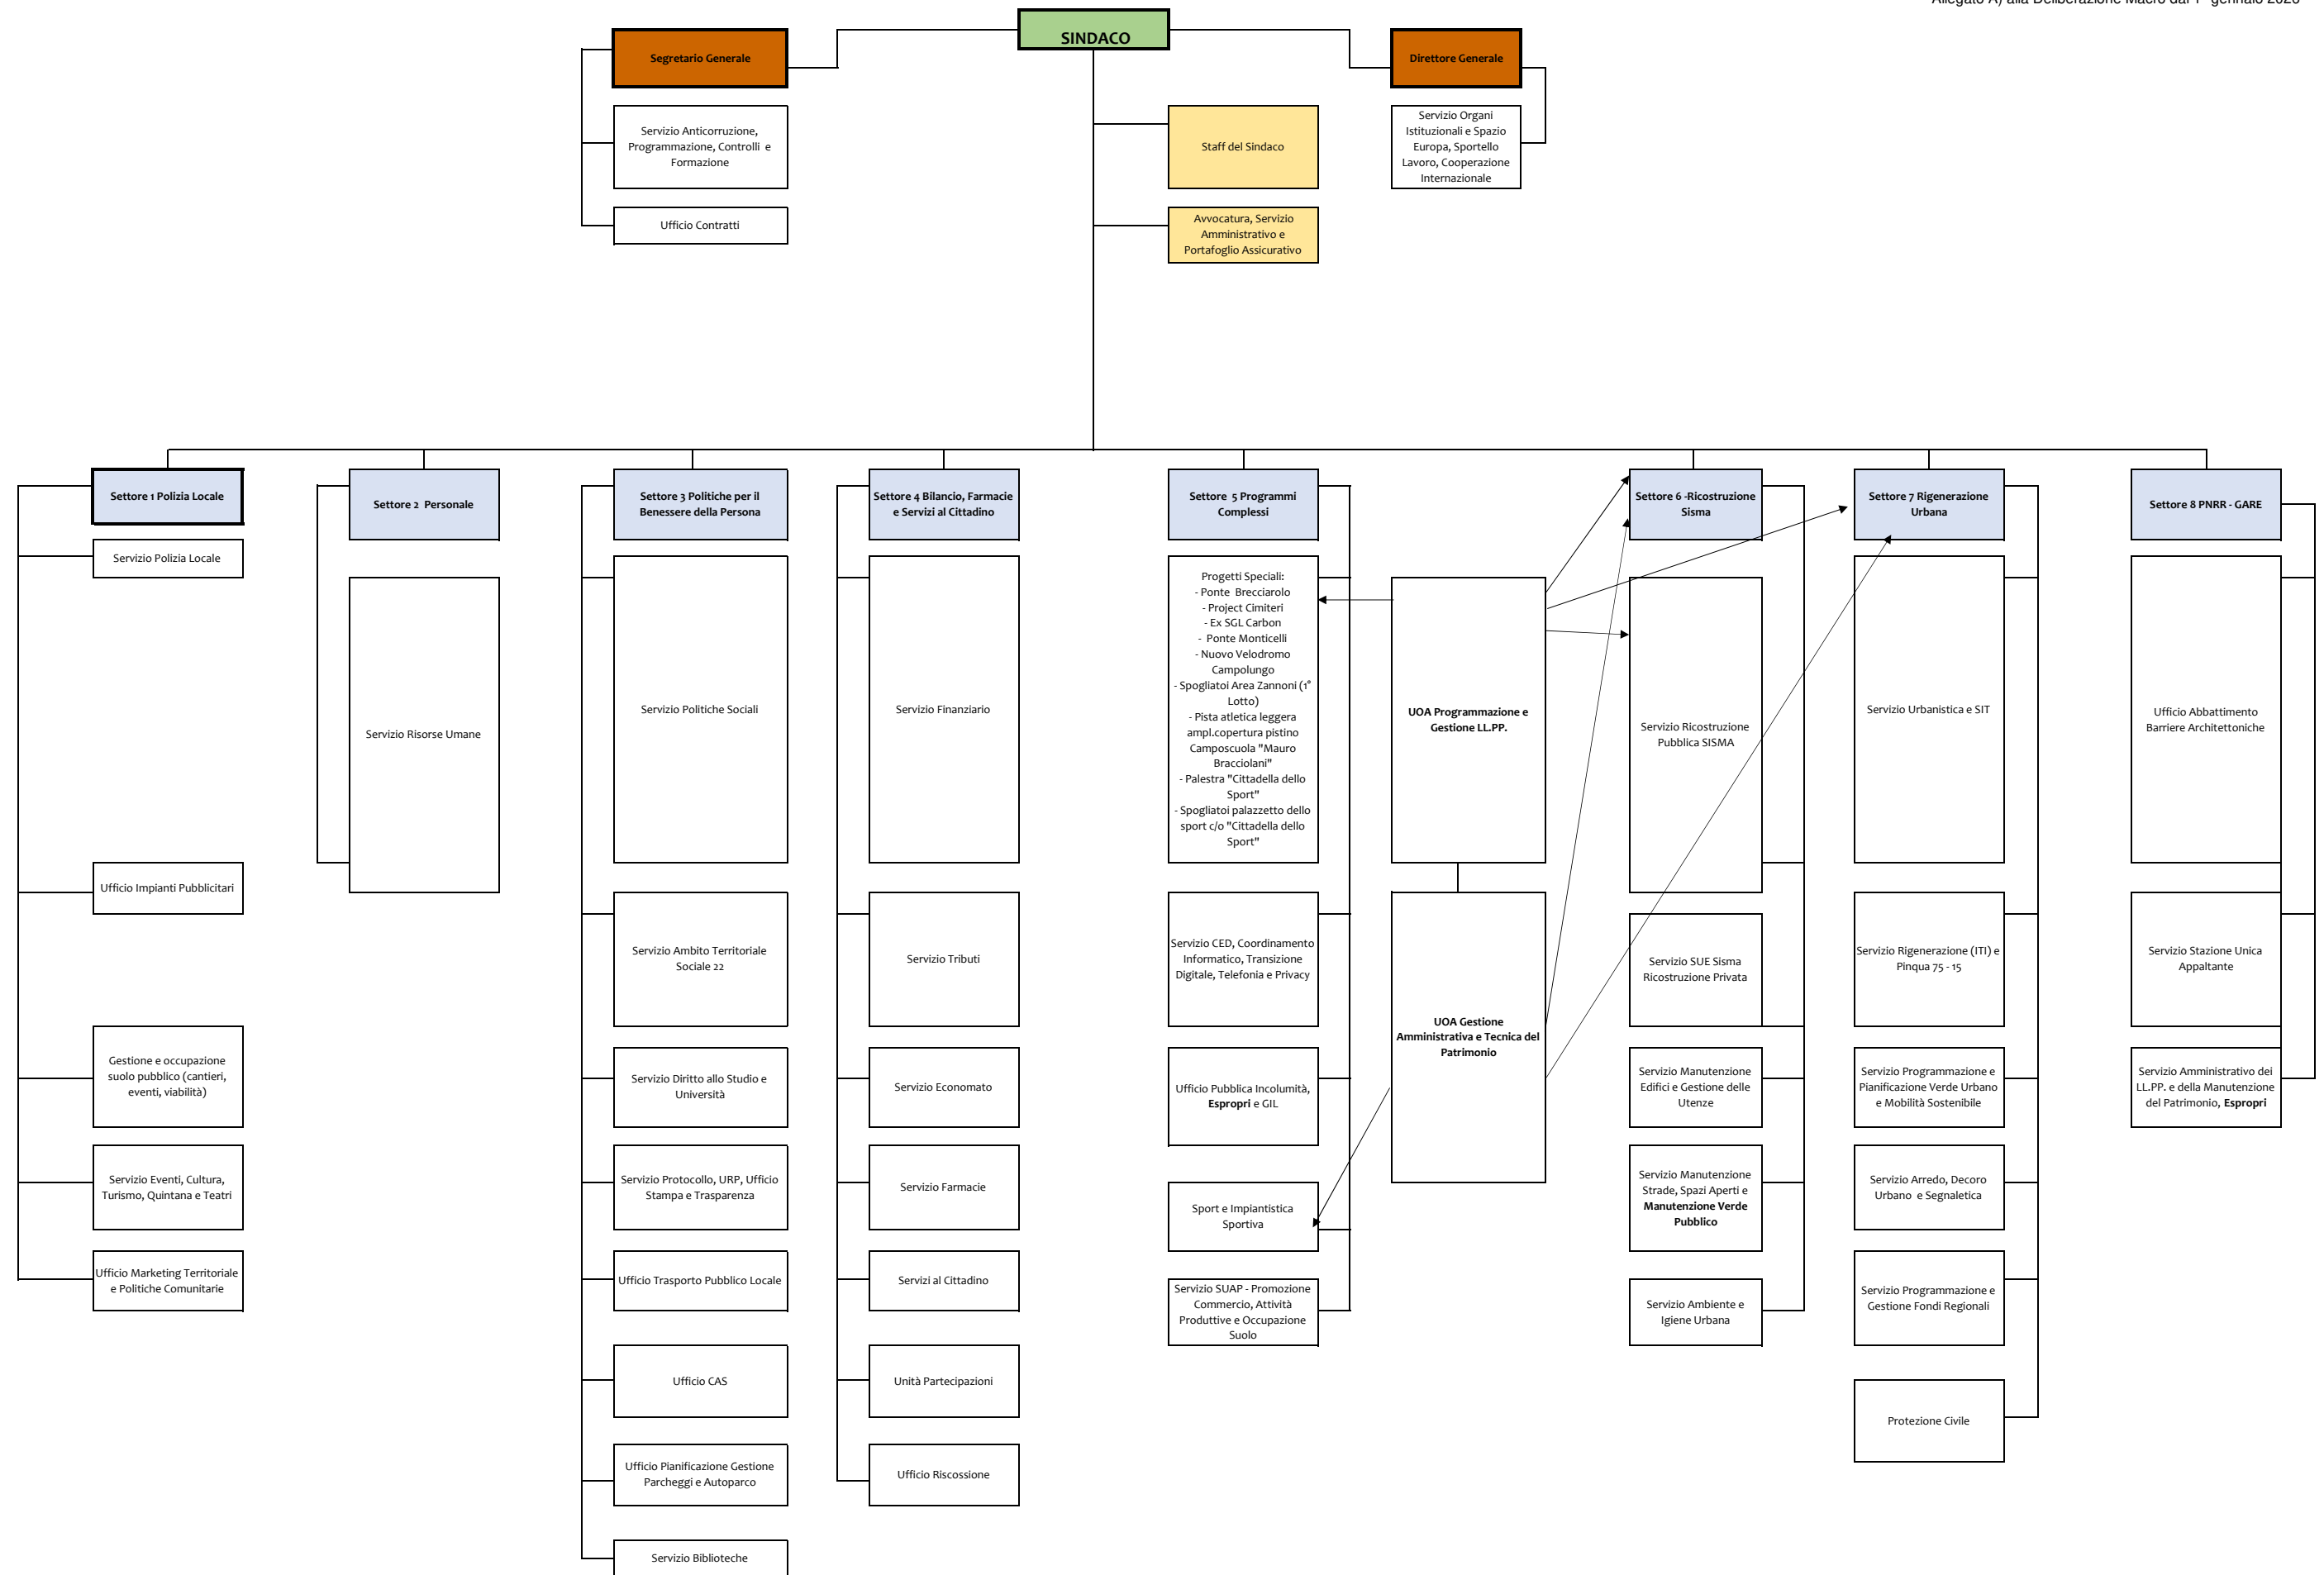 Allegato A) alla Deliberazione Macro dal 1° gennaio
SINDACO
Segretario Generale
Direttore Generale
Servizio Anticorruzione,
Programmazione, Controlli e
Formazione
Ufficio Contratti
Staff del Sindaco
Avvocatura, Servizio
Amministrativo e
Portafoglio Assicurativo
Servizio Organi
Istituzionali e Spazio
Europa, Sportello
Lavoro, Cooperazione
Internazionale
Settore 1 Polizia Locale
Servizio Polizia Locale
Ufficio Impianti Pubblicitari
Gestione e occupazione
suolo pubblico (cantieri,
eventi, viabilità)
Servizio Eventi, Cultura,
Turismo, Quintana e Teatri
Ufficio Marketing Territoriale
e Politiche Comunitarie
Settore 2 Personale
Servizio Risorse Umane
Settore 3 Politiche per il
Benessere della Persona
Servizio Politiche Sociali
Servizio Ambito Territoriale
Sociale 22
Servizio Diritto allo Studio e
Università
Servizio Protocollo, URP, Ufficio
Stampa e Trasparenza
Ufficio Trasporto Pubblico Locale
Ufficio CAS
Ufficio Pianificazione Gestione
Parcheggi e Autoparco
Servizio Biblioteche
Settore 4 Bilancio, Farmacie
e Servizi al Cittadino
Servizio Finanziario
Servizio Tributi
Servizio Economato
Servizio Farmacie
Servizi al Cittadino
Unità Partecipazioni
Ufficio Riscossione
Settore 5 Programmi
Complessi
Progetti Speciali:
- Ponte Brecciarolo
- Project Cimiteri
- Ex SGL Carbon
- Ponte Monticelli
- Nuovo Velodromo
Campolungo
- Spogliatoi Area Zannoni (1°
Lotto)
- Pista atletica leggera
ampl.copertura pistino
Camposcuola "Mauro
Bracciolani"
- Palestra "Cittadella dello
Sport"
- Spogliatoi palazzetto dello
sport c/o "Cittadella dello
Sport"
Servizio CED, Coordinamento
Informatico, Transizione
Digitale, Telefonia e Privacy
Ufficio Pubblica Incolumità,
Espropri e GIL
Sport e Impiantistica
Sportiva
Servizio SUAP - Promozione
Commercio, Attività
Produttive e Occupazione
Suolo
UOA Programmazione e
Gestione LL.PP.
UOA Gestione
Amministrativa e Tecnica del
Patrimonio
Settore 6 -Ricostruzione
Sisma
Servizio Ricostruzione
Pubblica SISMA
Servizio SUE Sisma
Ricostruzione Privata
Servizio Manutenzione
Edifici e Gestione delle
Utenze
Servizio Manutenzione
Strade, Spazi Aperti e
Manutenzione Verde
Pubblico
Servizio Ambiente e
Igiene Urbana
Settore 7 Rigenerazione
Urbana
Servizio Urbanistica e SIT
Servizio Rigenerazione (ITI) e
Pinqua 75 - 15
Servizio Programmazione e
Pianificazione Verde Urbano
e Mobilità Sostenibile
Servizio Arredo, Decoro
Urbano e Segnaletica
Servizio Programmazione e
Gestione Fondi Regionali
Protezione Civile
Settore 8 PNRR - GARE
Ufficio Abbattimento
Barriere Architettoniche
Servizio Stazione Unica
Appaltante
Servizio Amministrativo dei
LL.PP. e della Manutenzione
del Patrimonio, Espropri